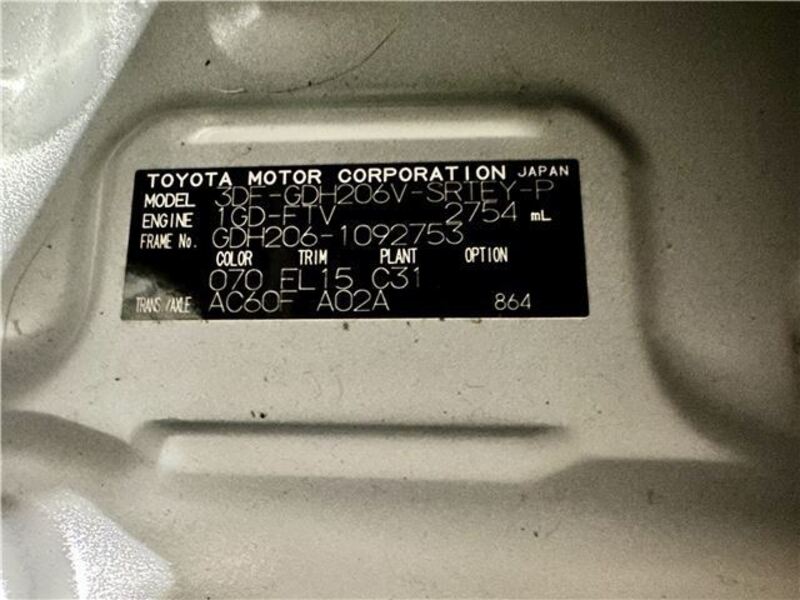 TOYOTA MOTOR CORPORATION JAPAN
MODEL 3DF-GDH206V-SRTEY-P
ENGINE 1GD-FTV 2754 mL
FRAME No. GDH206-1092753
COLOR TRIM PLANT OPTION
070 FL15 C31
TRANS/AXLE AC60F A02A 864